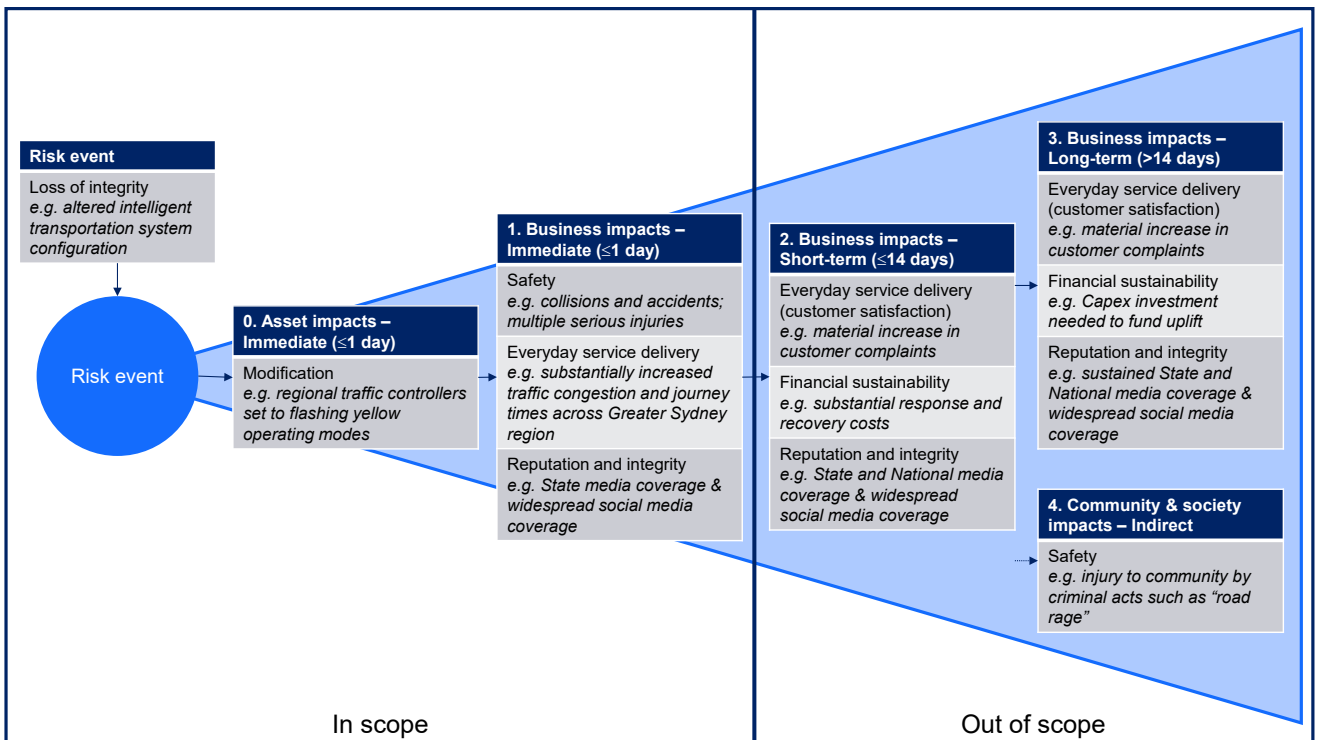 Risk event
Loss of integrity
e.g. altered intelligent
transportation system
configuration
Risk event
0. Asset impacts –
Immediate (≤1 day)
Modification
e.g. regional traffic controllers
set to flashing yellow
operating modes
1. Business impacts –
Immediate (≤1 day)
Safety
e.g. collisions and accidents;
multiple serious injuries
Everyday service delivery
e.g. substantially increased
traffic congestion and journey
times across Greater Sydney
region
Reputation and integrity
e.g. State media coverage &
widespread social media
coverage
2. Business impacts –
Short-term (≤14 days)
Everyday service delivery
(customer satisfaction)
e.g. material increase in
customer complaints
Financial sustainability
e.g. substantial response and
recovery costs
Reputation and integrity
e.g. State and National media
coverage & widespread
social media coverage
3. Business impacts –
Long-term (>14 days)
Everyday service delivery
(customer satisfaction)
e.g. material increase in
customer complaints
Financial sustainability
e.g. Capex investment
needed to fund uplift
Reputation and integrity
e.g. sustained State and
National media coverage &
widespread social media
coverage
4. Community & society
impacts – Indirect
Safety
e.g. injury to community by
criminal acts such as “road
rage”
In scope
Out of scope